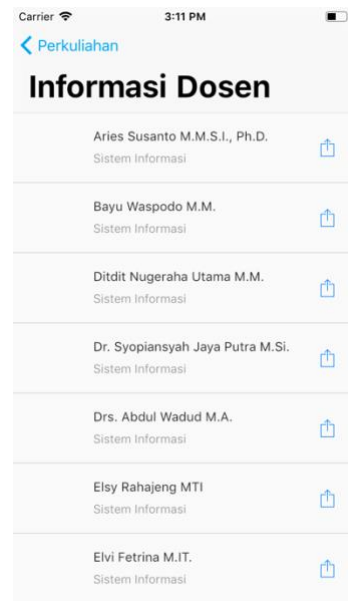 Carrier 3:11 PM
Perkuliahan
Informasi Dosen
Aries Susanto M.M.S.I., Ph.D.
Sistem Informasi
Bayu Waspodo M.M.
Sistem Informasi
Ditdit Nugeraha Utama M.M.
Sistem Informasi
Dr. Syopiansyah Jaya Putra M.Si.
Sistem Informasi
Drs. Abdul Wadud M.A.
Sistem Informasi
Elsy Rahajeng MTI
Sistem Informasi
Elvi Fetrina M.IT.
Sistem Informasi